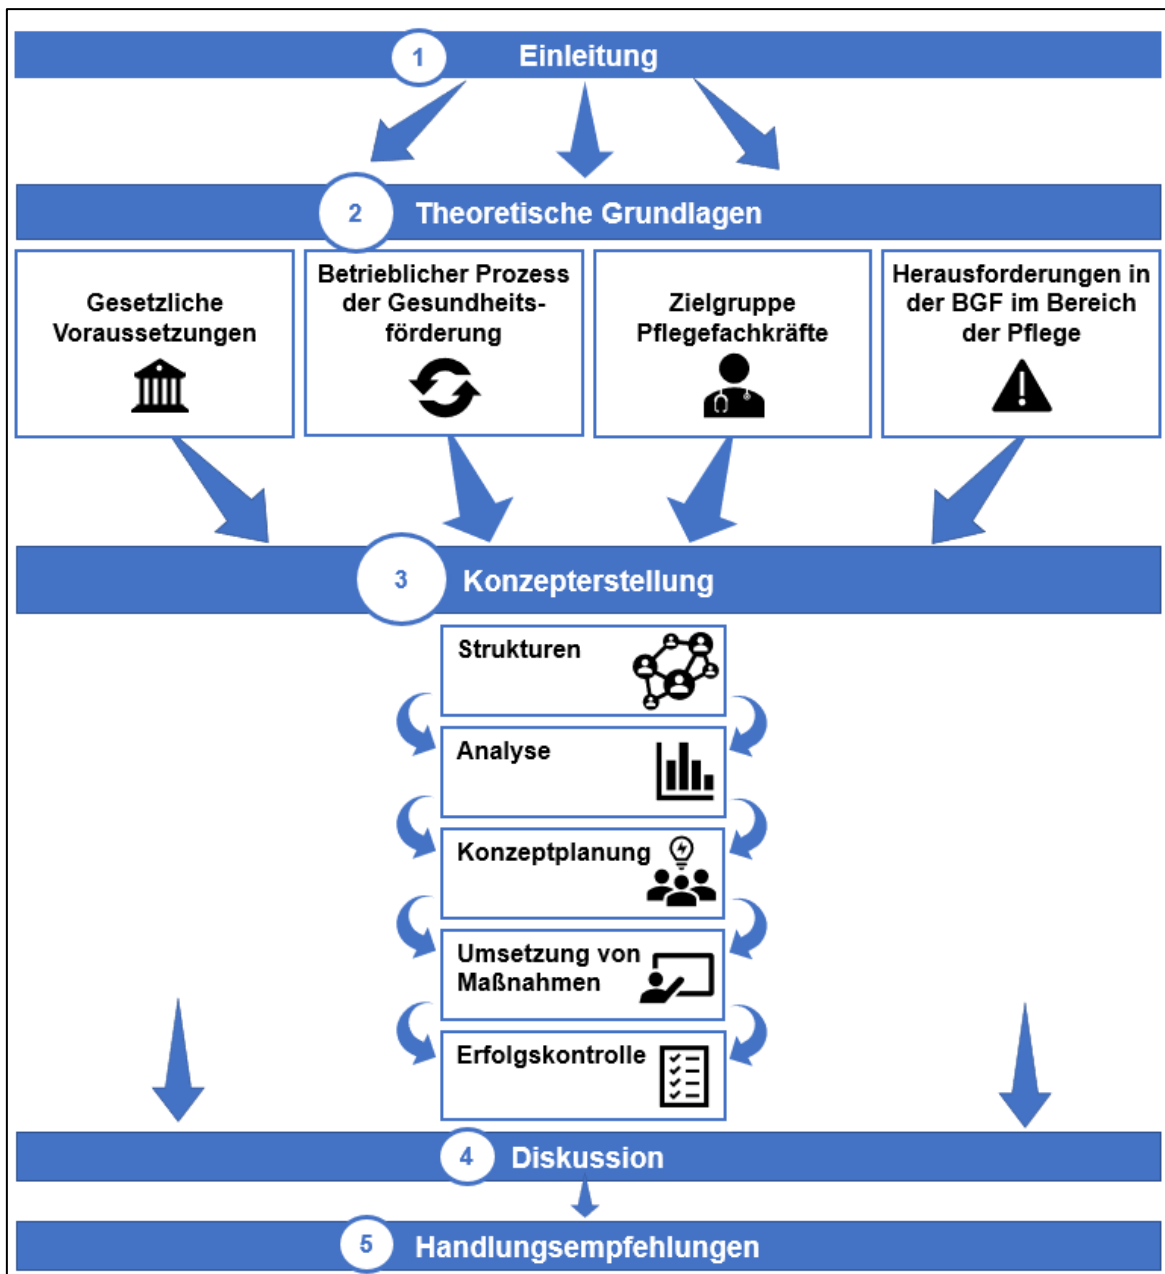 1 Einleitung
2 Theoretische Grundlagen
Gesetzliche
Voraussetzungen
Betrieblicher Prozess
der Gesundheits-
förderung
Zielgruppe
Pflegefachkräfte
Herausforderungen in
der BGF im Bereich
der Pflege
3 Konzepterstellung
Strukturen
Analyse
Konzeptplanung
Umsetzung von
Maßnahmen
Erfolgskontrolle
4 Diskussion
5 Handlungsempfehlungen